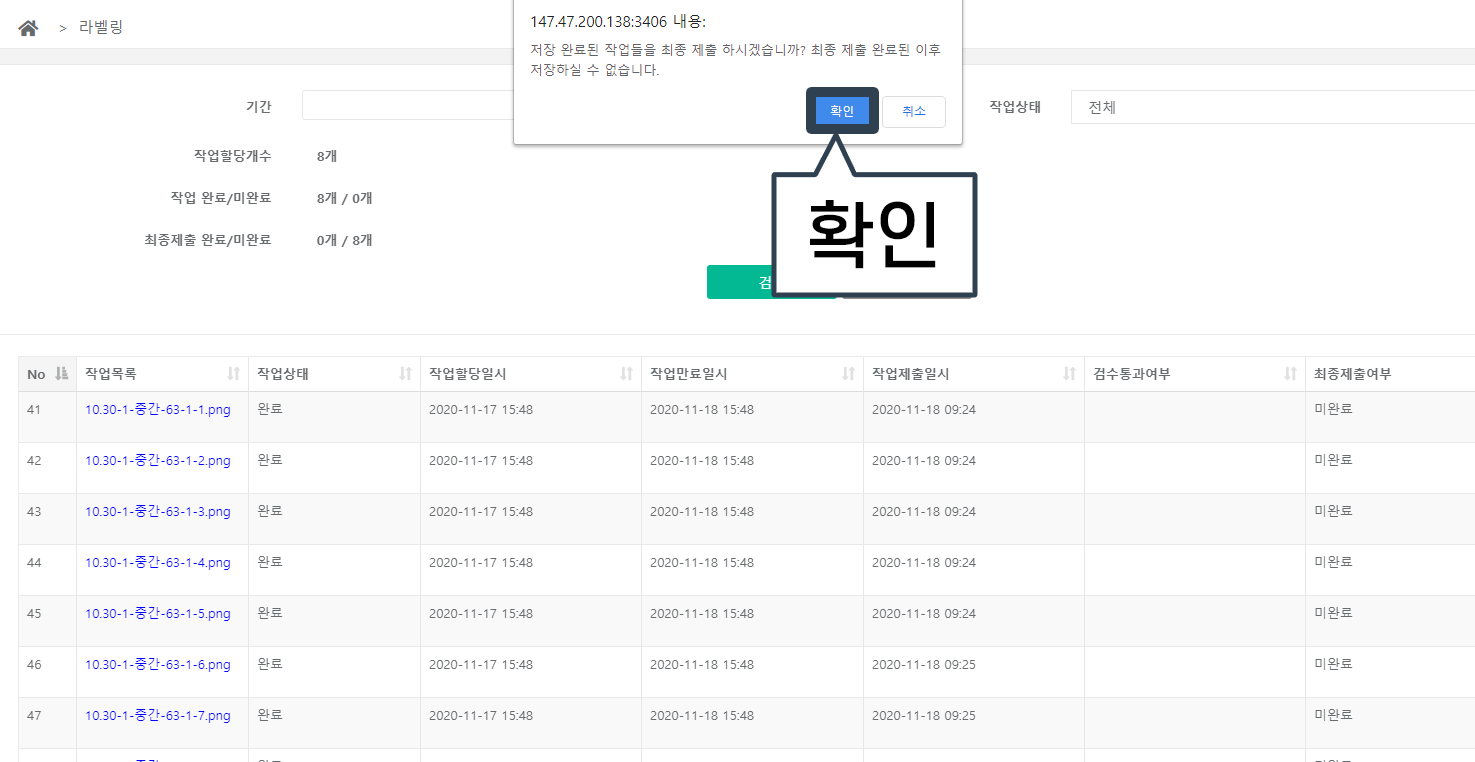 > 라벨링
147.47.200.138:3406 내용:
저장 완료된 작업들을 최종 제출 하시겠습니까? 최종 제출 완료된 이후
저장하실 수 없습니다.
확인 취소
기간 작업상태 전체
작업할당개수 8개
작업 완료/미완료 8개 / 0개
최종제출 완료/미완료 0개 / 8개
확인
No 작업목록 작업상태 작업할당일시 작업만료일시 작업제출일시 검수통과여부 최종제출여부
41 10.30-1-중간-63-1-1.png 완료 2020-11-17 15:48 2020-11-18 15:48 2020-11-18 09:24 미완료
42 10.30-1-중간-63-1-2.png 완료 2020-11-17 15:48 2020-11-18 15:48 2020-11-18 09:24 미완료
43 10.30-1-중간-63-1-3.png 완료 2020-11-17 15:48 2020-11-18 15:48 2020-11-18 09:24 미완료
44 10.30-1-중간-63-1-4.png 완료 2020-11-17 15:48 2020-11-18 15:48 2020-11-18 09:24 미완료
45 10.30-1-중간-63-1-5.png 완료 2020-11-17 15:48 2020-11-18 15:48 2020-11-18 09:24 미완료
46 10.30-1-중간-63-1-6.png 완료 2020-11-17 15:48 2020-11-18 15:48 2020-11-18 09:25 미완료
47 10.30-1-중간-63-1-7.png 완료 2020-11-17 15:48 2020-11-18 15:48 2020-11-18 09:25 미완료